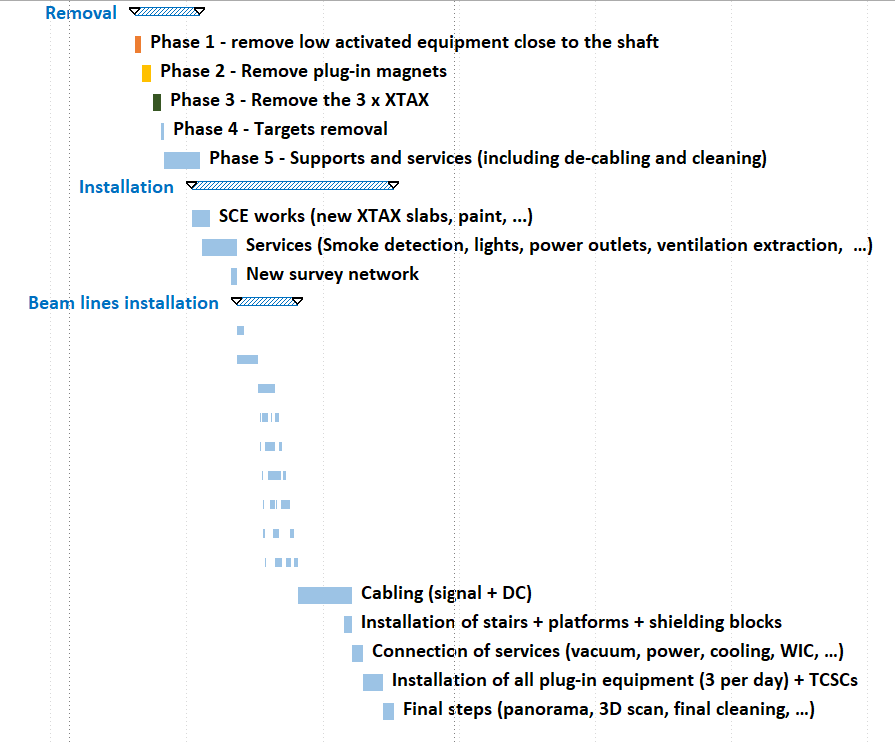 Removal
Phase 1 - remove low activated equipment close to the shaft
Phase 2 - Remove plug-in magnets
Phase 3 - Remove the 3 x XTAX
Phase 4 - Targets removal
Phase 5 - Supports and services (including de-cabling and cleaning)
Installation
SCE works (new XTAX slabs, paint, ...)
Services (Smoke detection, lights, power outlets, ventilation extraction, ...)
New survey network
Beam lines installation
Cabling (signal + DC)
Installation of stairs + platforms + shielding blocks
Connection of services (vacuum, power, cooling, WIC, ...)
Installation of all plug-in equipment (3 per day) + TCSCs
Final steps (panorama, 3D scan, final cleaning, ...)